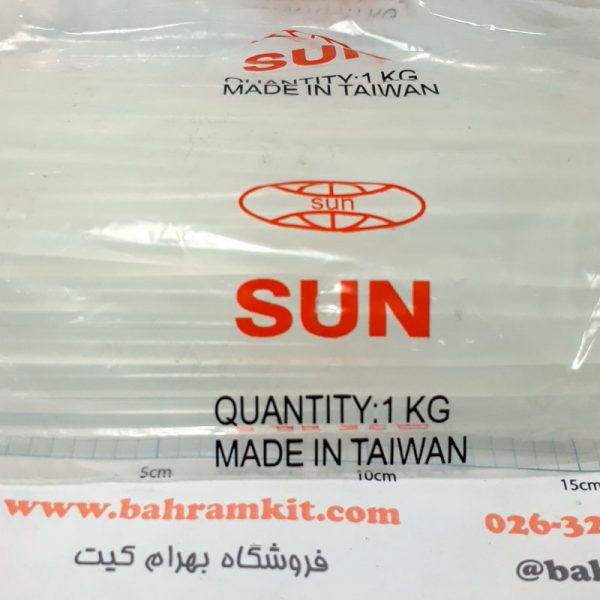 SUN
QUANTITY:1 KG
MADE IN TAIWAN
sun
SUN
QUANTITY:1 KG
MADE IN TAIWAN
5cm
10cm
15cm
www.bahramkit.com
026-32
فروشگاه بهرام کیت
@bah